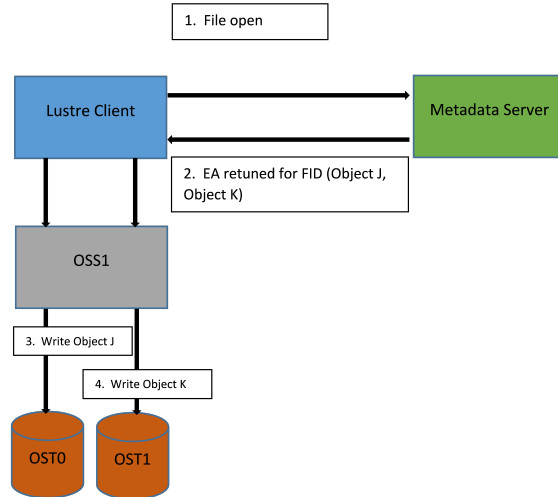 1. File open
Lustre Client
Metadata Server
2. EA retuned for FID (Object J,
Object K)
OSS1
3. Write Object J
4. Write Object K
OST0
OST1